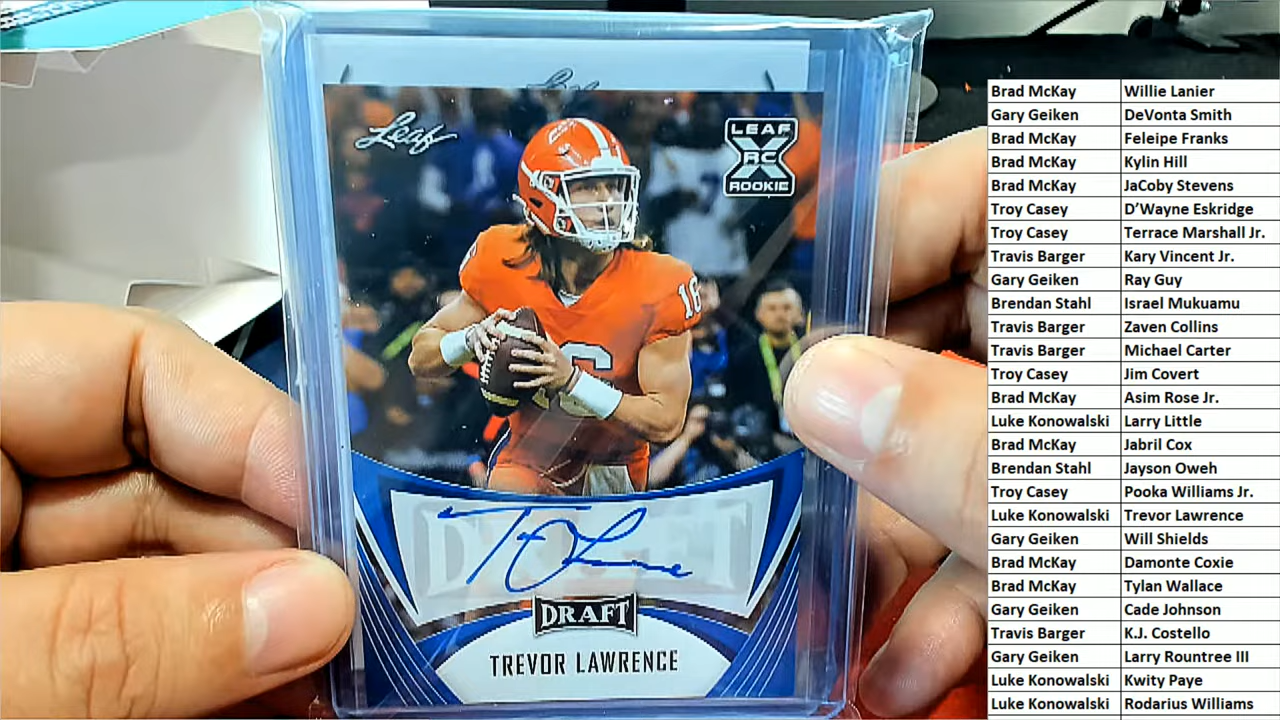 Leaf
LEAF
X
RC
ROOKIE
16
16
DRAFT
DRAFT
TREVOR LAWRENCE
Brad McKay Willie Lanier
Gary Geiken DeVonta Smith
Brad McKay Feleipe Franks
Brad McKay Kylin Hill
Brad McKay JaCoby Stevens
Troy Casey D’Wayne Eskridge
Troy Casey Terrace Marshall Jr.
Travis Barger Kary Vincent Jr.
Gary Geiken Ray Guy
Brendan Stahl Israel Mukuamu
Travis Barger Zaven Collins
Travis Barger Michael Carter
Troy Casey Jim Covert
Brad McKay Asim Rose Jr.
Luke Konowalski Larry Little
Brad McKay Jabril Cox
Brendan Stahl Jayson Oweh
Troy Casey Pooka Williams Jr.
Luke Konowalski Trevor Lawrence
Gary Geiken Will Shields
Brad McKay Damonte Coxie
Brad McKay Tylan Wallace
Gary Geiken Cade Johnson
Travis Barger K.J. Costello
Gary Geiken Larry Rountree III
Luke Konowalski Kwity Paye
Luke Konowalski Rodarius Williams